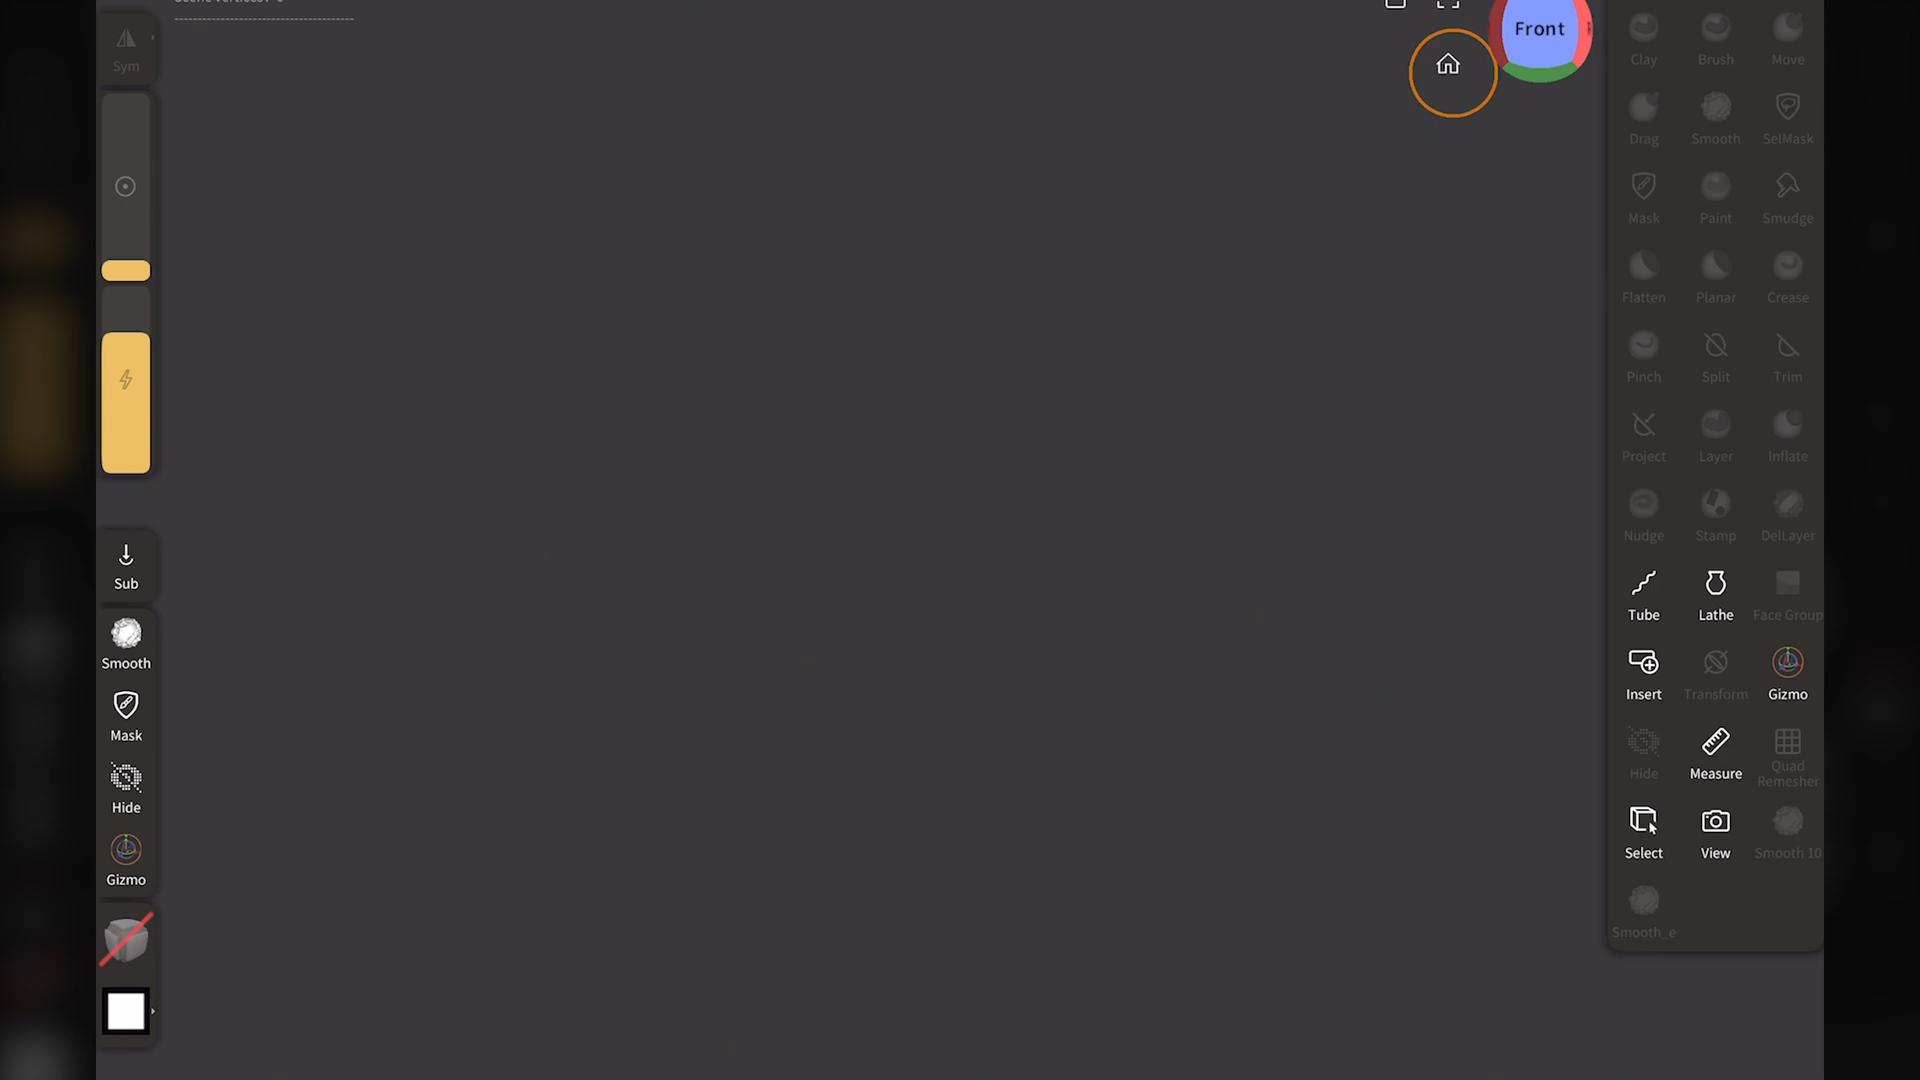 Front
Sym
Clay
Brush
Move
Drag
Smooth
SelMask
Mask
Paint
Smudge
Flatten
Planar
Crease
Pinch
Split
Trim
Project
Layer
Inflate
Nudge
Stamp
DelLayer
Tube
Lathe
Face Group
Insert
Transform
Gizmo
Hide
Measure
Quad
Remesher
Select
View
Smooth 10
Smooth_e
Sub
Smooth
Mask
Hide
Gizmo